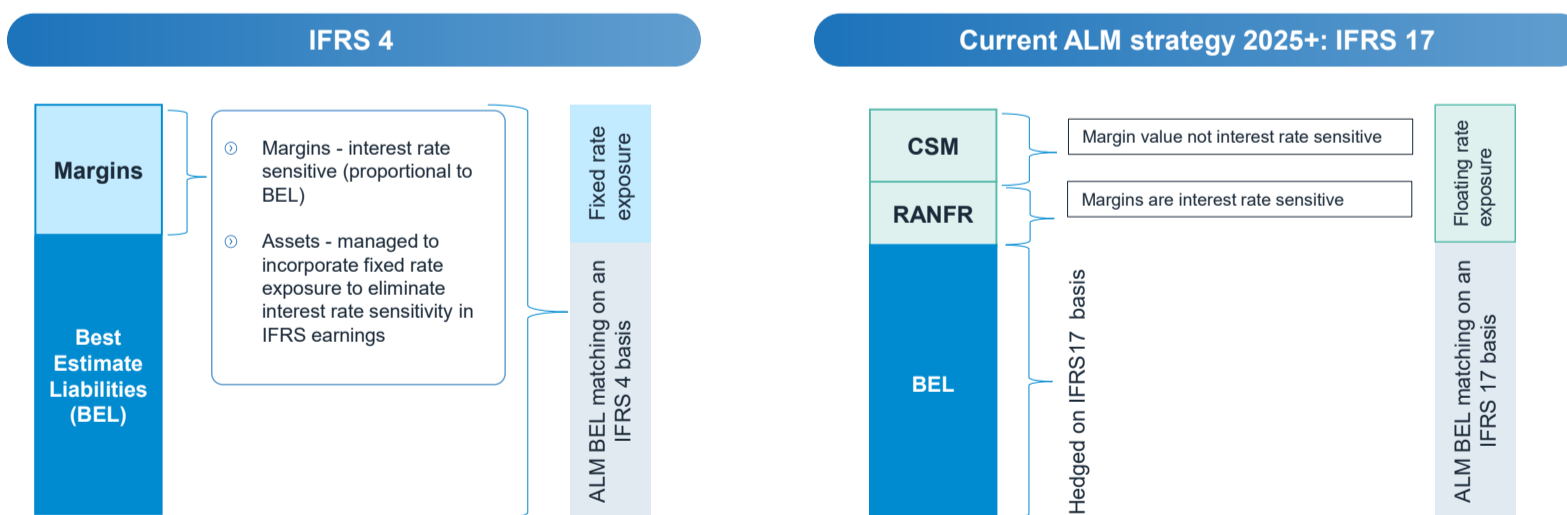 IFRS 4
Margins
Best
Estimate
Liabilities
(BEL)
Margins - interest rate
sensitive (proportional to
BEL)
Assets - managed to
incorporate fixed rate
exposure to eliminate
interest rate sensitivity in
IFRS earnings
Fixed rate
exposure
ALM BEL matching on an
IFRS 4 basis
Current ALM strategy 2025+: IFRS 17
CSM
RANFR
BEL
Margin value not interest rate sensitive
Margins are interest rate sensitive
Hedged on IFRS17 basis
Floating rate
exposure
ALM BEL matching on an
IFRS 17 basis